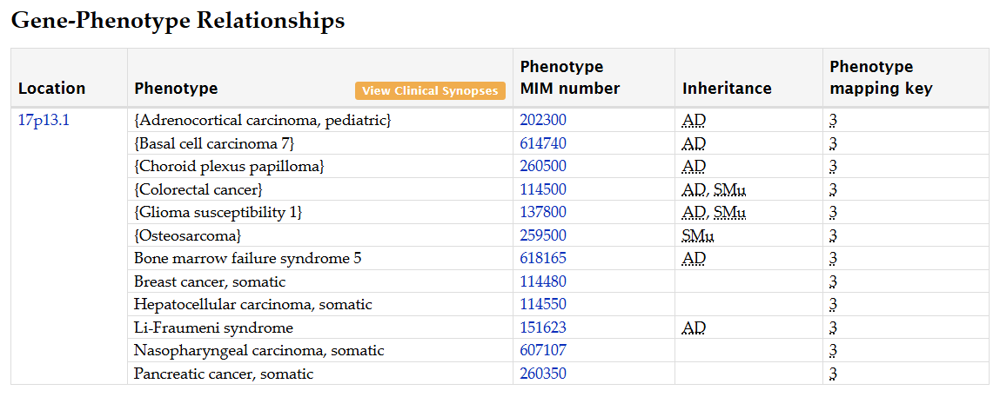 Gene-Phenotype Relationships
Location Phenotype View Clinical Synopses Phenotype MIM number Inheritance Phenotype mapping key
17p13.1 {Adrenocortical carcinoma, pediatric} 202300 AD 3
{Basal cell carcinoma 7} 614740 AD 3
{Choroid plexus papilloma} 260500 AD 3
{Colorectal cancer} 114500 AD, SMu 3
{Glioma susceptibility 1} 137800 AD, SMu 3
{Osteosarcoma} 259500 SMu 3
Bone marrow failure syndrome 5 618165 AD 3
Breast cancer, somatic 114480 3
Hepatocellular carcinoma, somatic 114550 3
Li-Fraumeni syndrome 151623 AD 3
Nasopharyngeal carcinoma, somatic 607107 3
Pancreatic cancer, somatic 260350 3